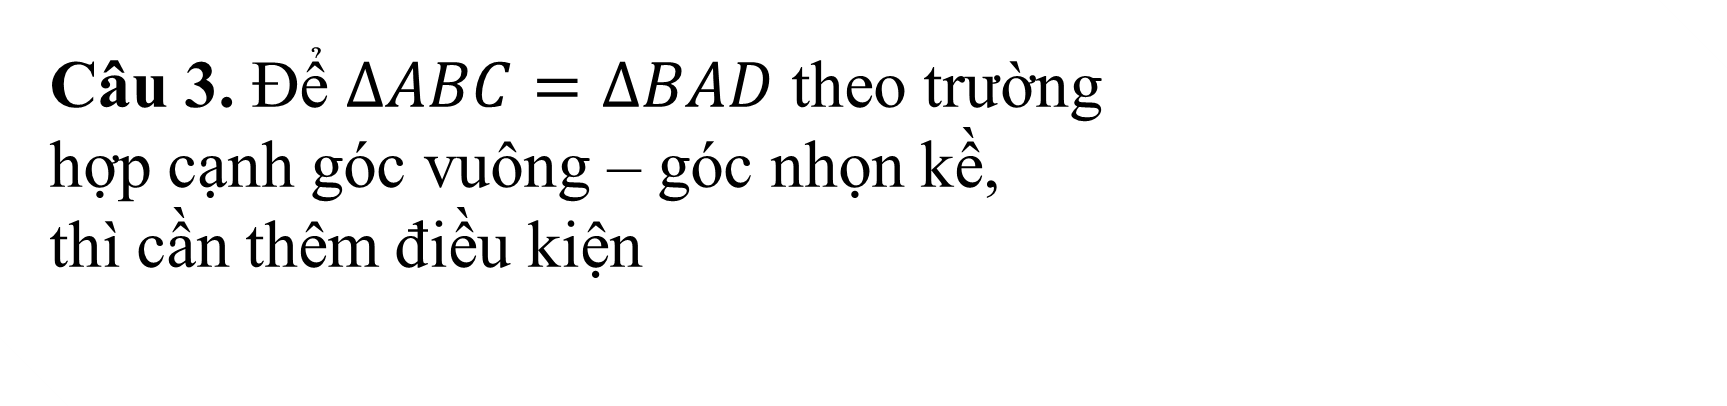 Câu 3. Để ΔABC = ΔBAD theo trường
hợp cạnh góc vuông – góc nhọn kề,
thì cần thêm điều kiện